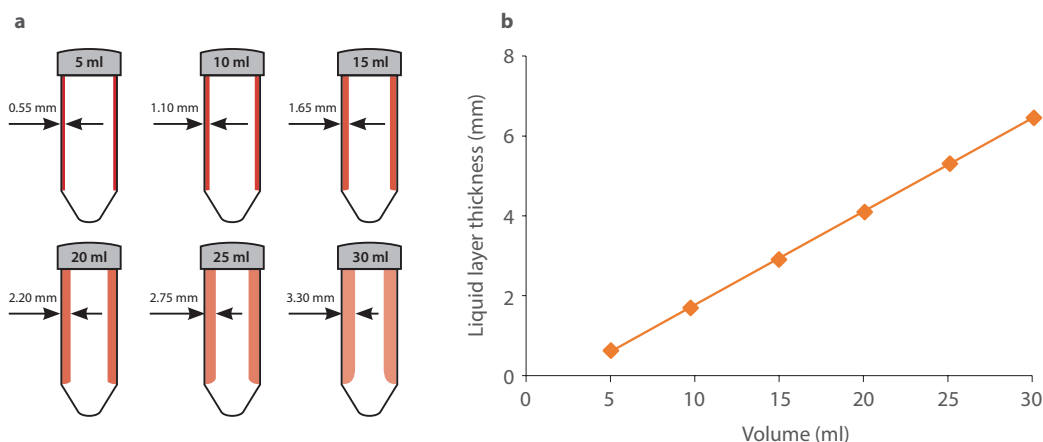 a
5 ml
10 ml
15 ml
0.55 mm
1.10 mm
1.65 mm
20 ml
25 ml
30 ml
2.20 mm
2.75 mm
3.30 mm
b
Liquid layer thickness (mm)
8
6
4
2
0
0 5 10 15 20 25 30
Volume (ml)